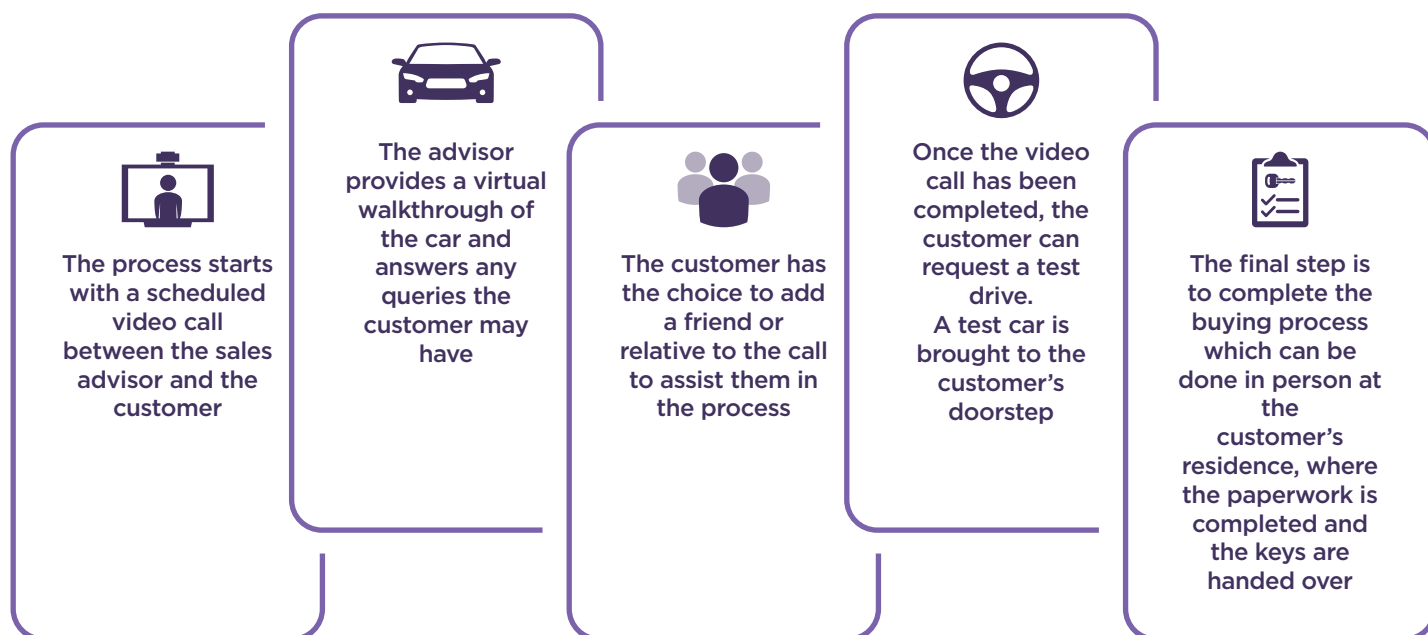 The process starts
with a scheduled
video call
between the sales
advisor and the
customer
The advisor
provides a virtual
walkthrough of
the car and
answers any
queries the
customer may
have
The customer has
the choice to add
a friend or
relative to the call
to assist them in
the process
Once the video
call has been
completed, the
customer can
request a test
drive.
A test car is
brought to the
customer’s
doorstep
The final step is
to complete the
buying process
which can be
done in person at
the
customer’s
residence, where
the paperwork is
completed and
the keys are
handed over